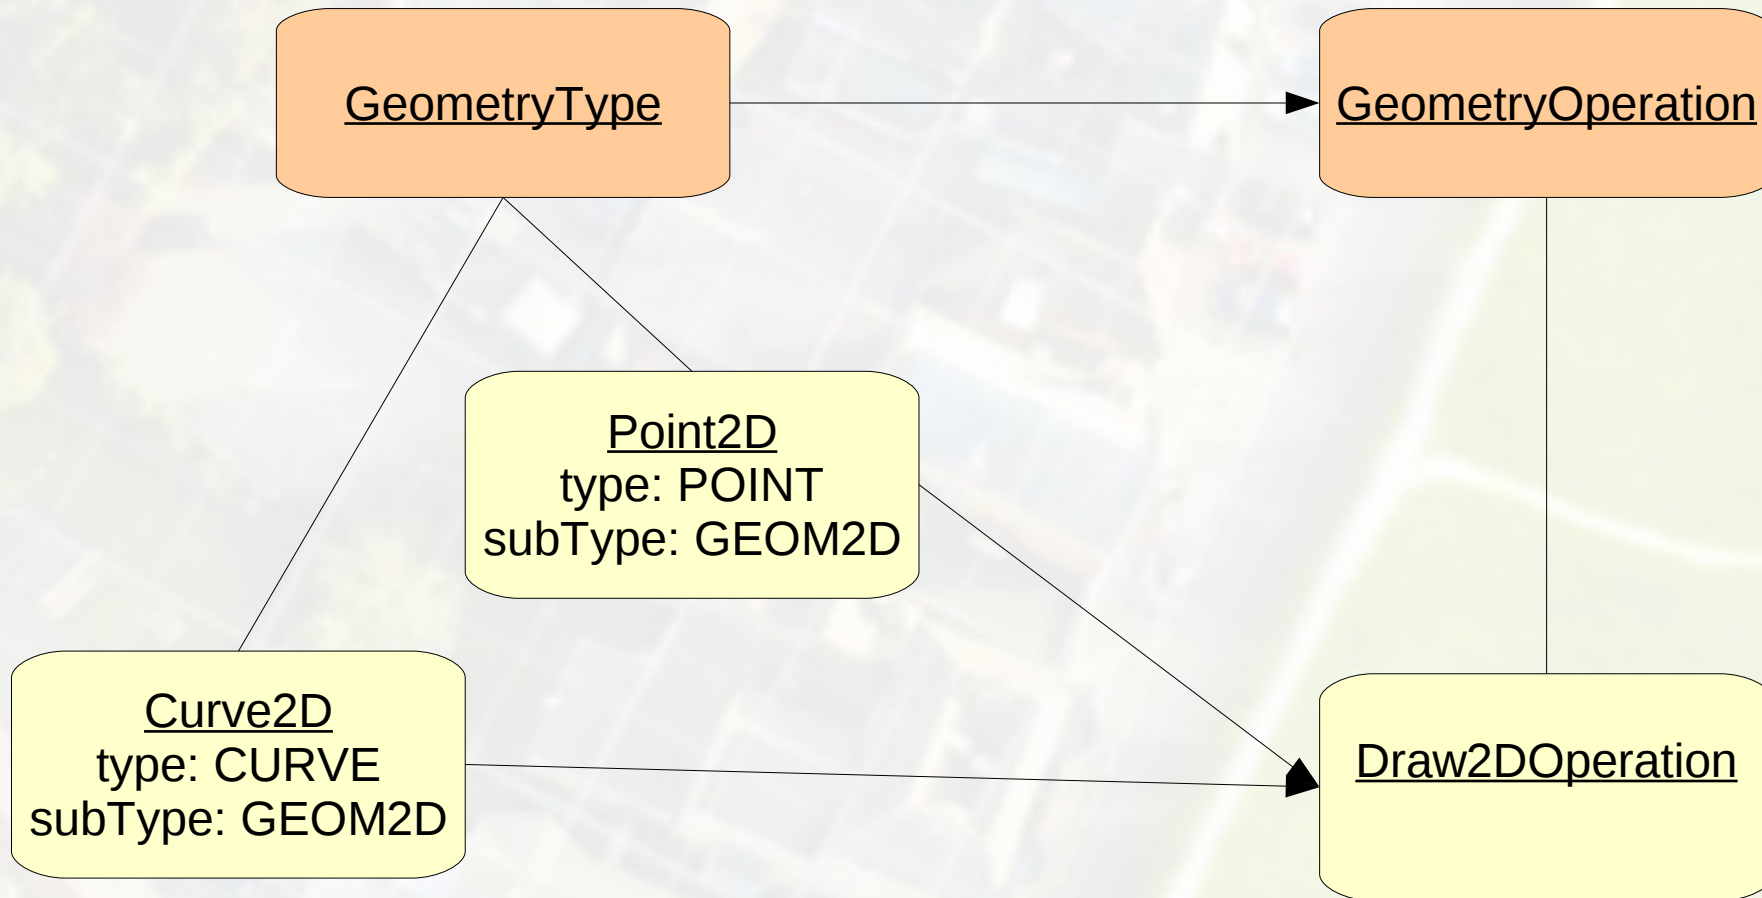 GeometryType
GeometryOperation
Point2D
type: POINT
subType: GEOM2D
Curve2D
type: CURVE
subType: GEOM2D
Draw2DOperation